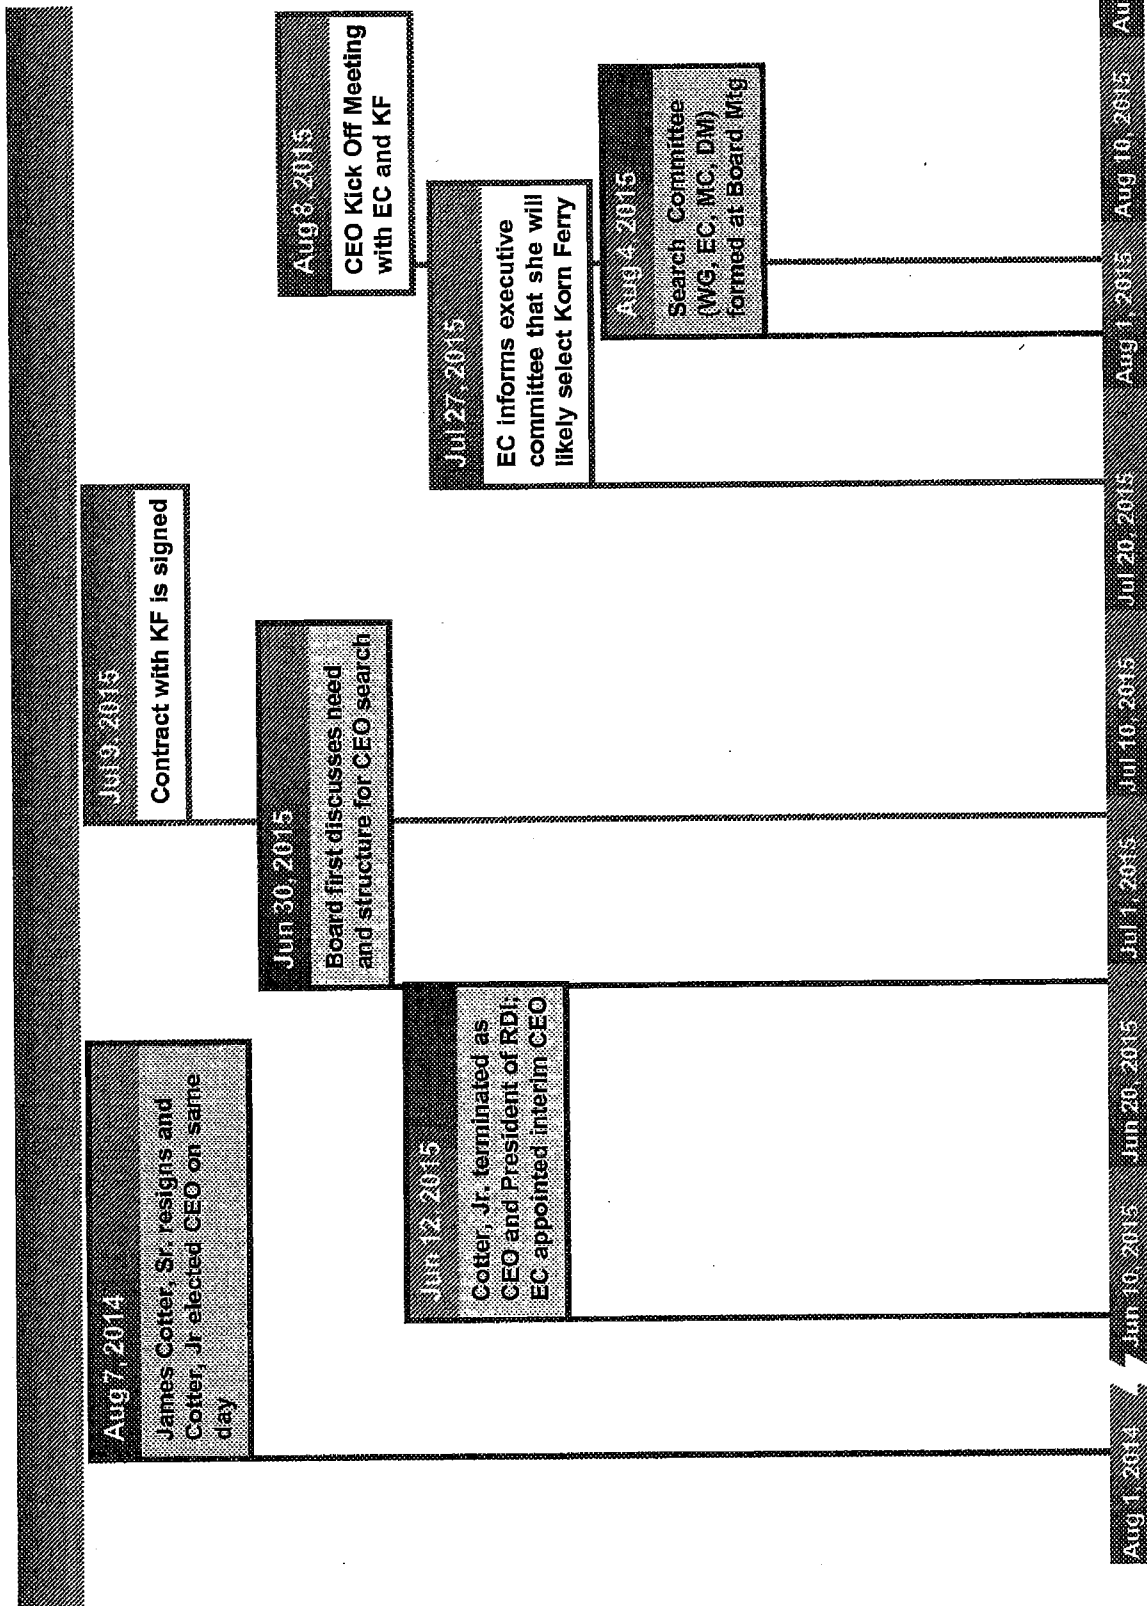 Aug 7, 2014
James Cotter, Sr. resigns and
Cotter, Jr elected CEO on same
day
Jun 12, 2015
Cotter, Jr. terminated as
CEO and President of RDI;
EC appointed interim CEO
Jun 30, 2015
Board first discusses need
and structure for CEO search
Jul 9, 2015
Contract with KF is signed
Jul 27, 2015
EC informs executive
committee that she will
likely select Korn Ferry
Aug 4, 2015
Search Committee
(WG, EC, MC, DM)
formed at Board Mtg
Aug 8, 2015
CEO Kick Off Meeting
with EC and KF
Aug 1, 2014
Jun 10, 2015
Jun 20, 2015
Jul 1, 2015
Jul 10, 2015
Jul 20, 2015
Aug 1, 2015
Aug 10, 2015
Au